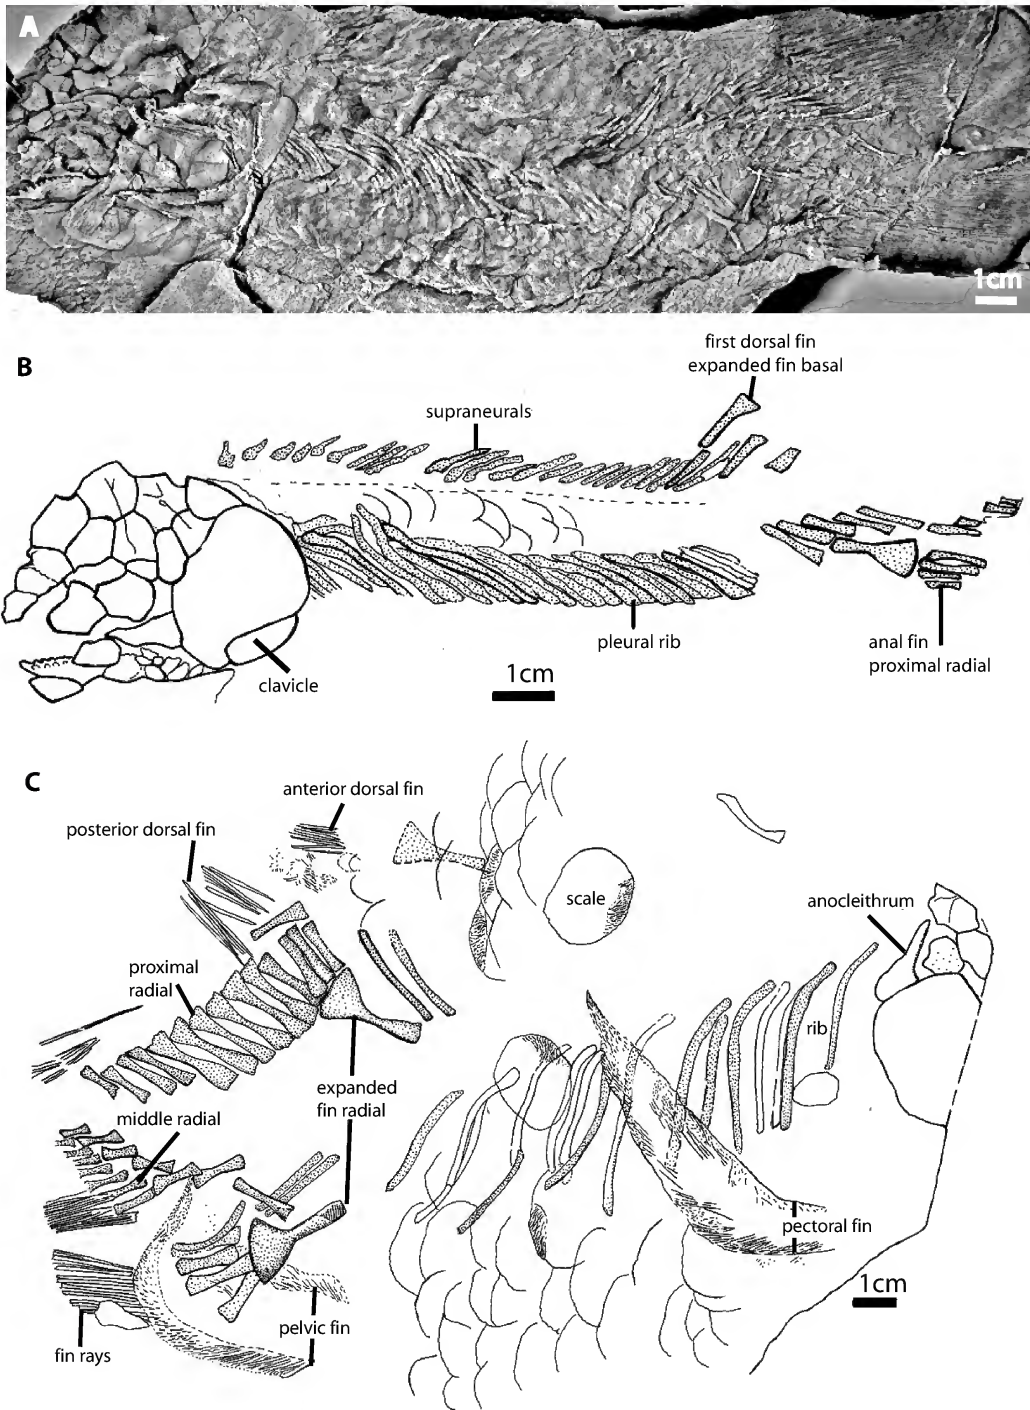 A
1cm
B
first dorsal fin
expanded fin basal
supraneurals
pleural rib
anal fin
proximal radial
clavicle
1cm
C
anterior dorsal fin
posterior dorsal fin
scale
anocleithrum
proximal
radial
rib
expanded
fin radial
middle radial
pectoral fin
1cm
pelvic fin
fin rays